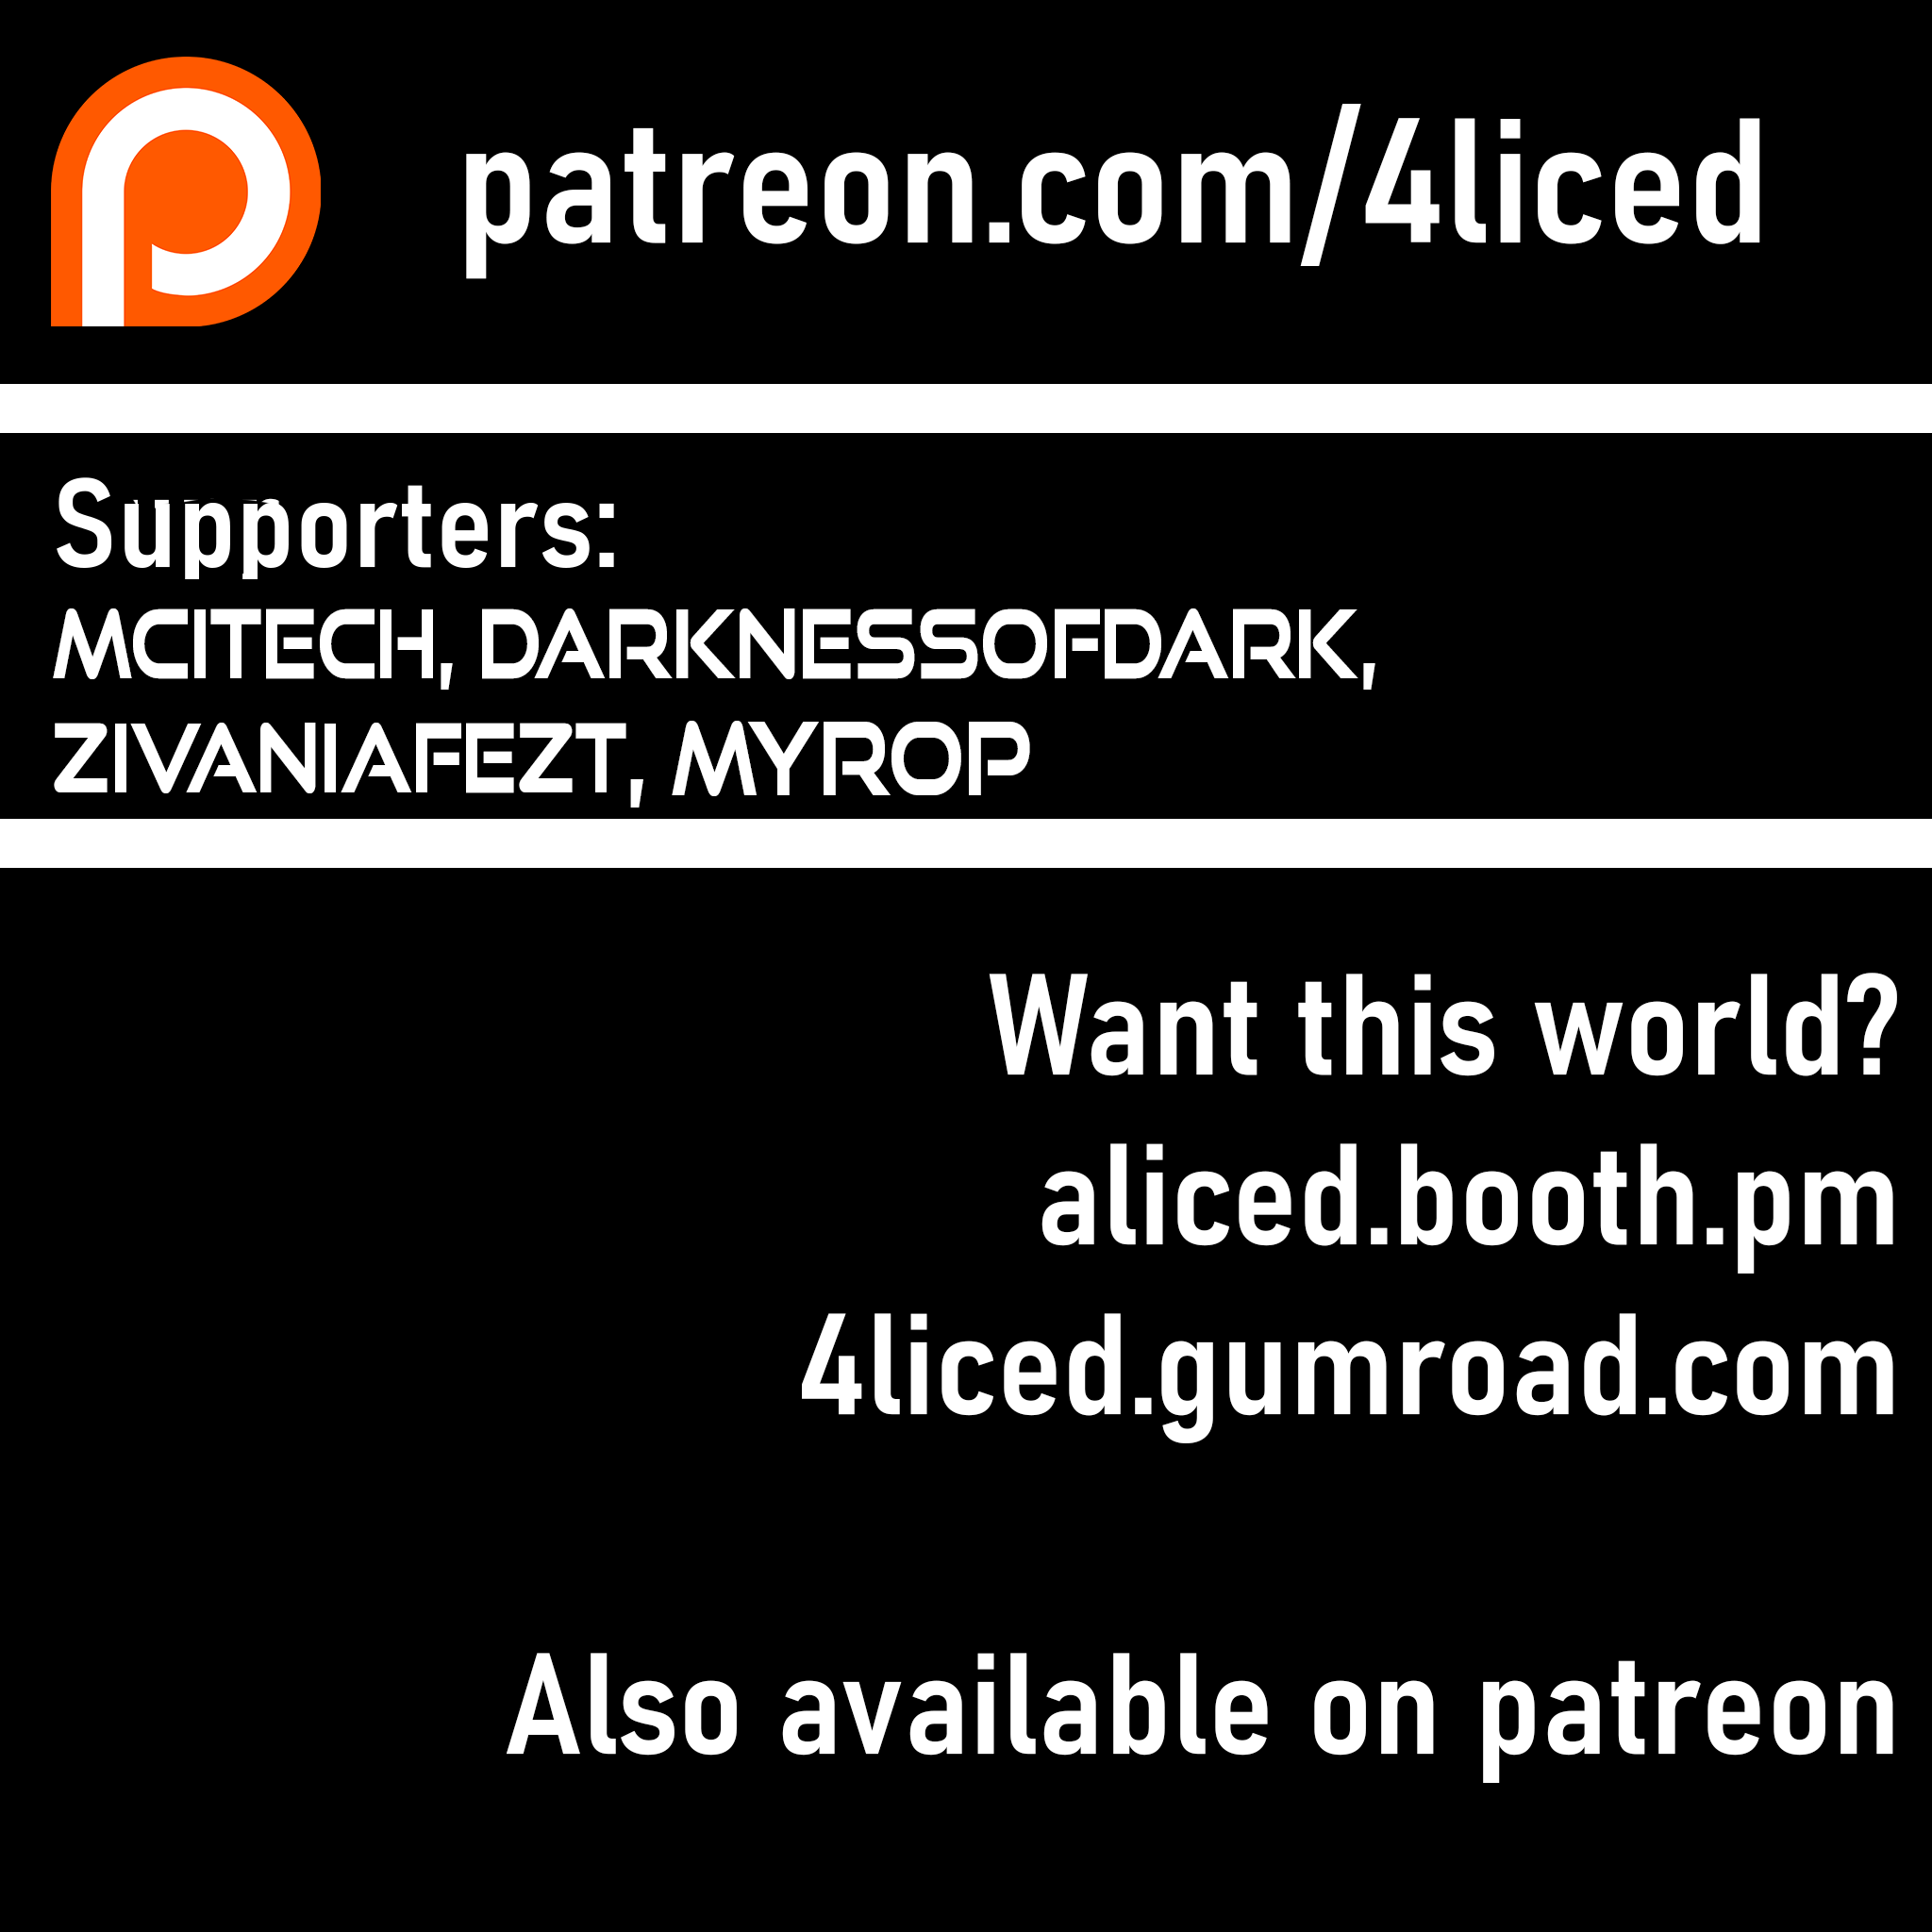 patreon.com/4liced
Supporters:
MCITECH, DARKNESSOFDARK,
ZIVANIAFEZT, MYROP
Want this world?
aliced.booth.pm
4liced.gumroad.com
Also available on patreon